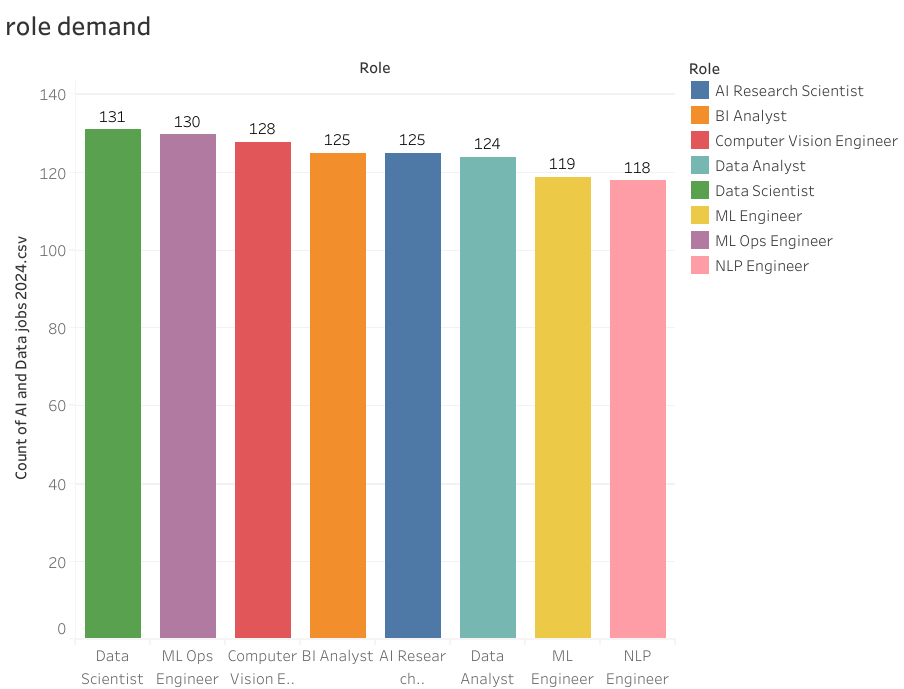 role demand
Role
140
120
100
80
60
40
20
0
Count of AI and Data jobs 2024.csv
131
130
128
125
125
124
119
118
Data
Scientist
ML Ops
Engineer
Computer
Vision E..
BI Analyst
AI Resear
ch..
Data
Analyst
ML
Engineer
NLP
Engineer
Role
AI Research Scientist
BI Analyst
Computer Vision Engineer
Data Analyst
Data Scientist
ML Engineer
ML Ops Engineer
NLP Engineer